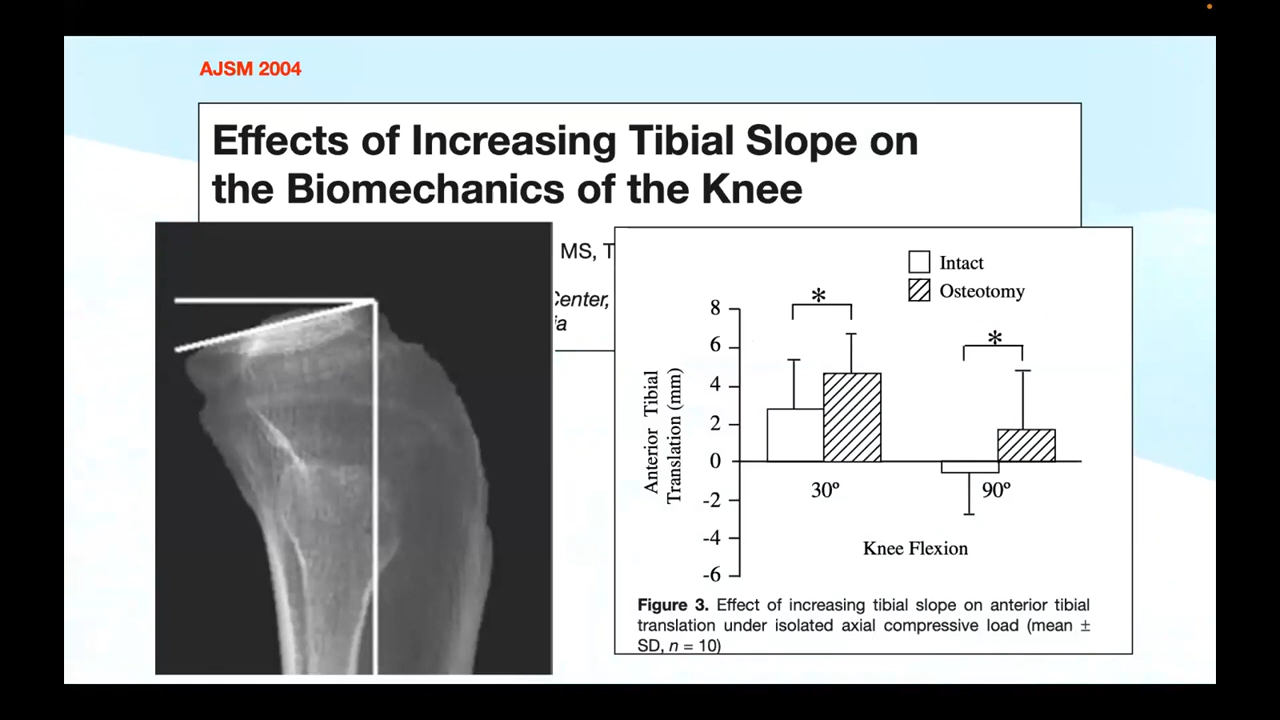 AJSM 2004
Effects of Increasing Tibial Slope on
the Biomechanics of the Knee
MS, T
Center,
ia
Intact
Osteotomy
*
*
8
6
4
2
0
-2
-4
-6
Anterior Tibial
Translation (mm)
30º
90º
Knee Flexion
Figure 3. Effect of increasing tibial slope on anterior tibial
translation under isolated axial compressive load (mean ±
SD, n = 10)